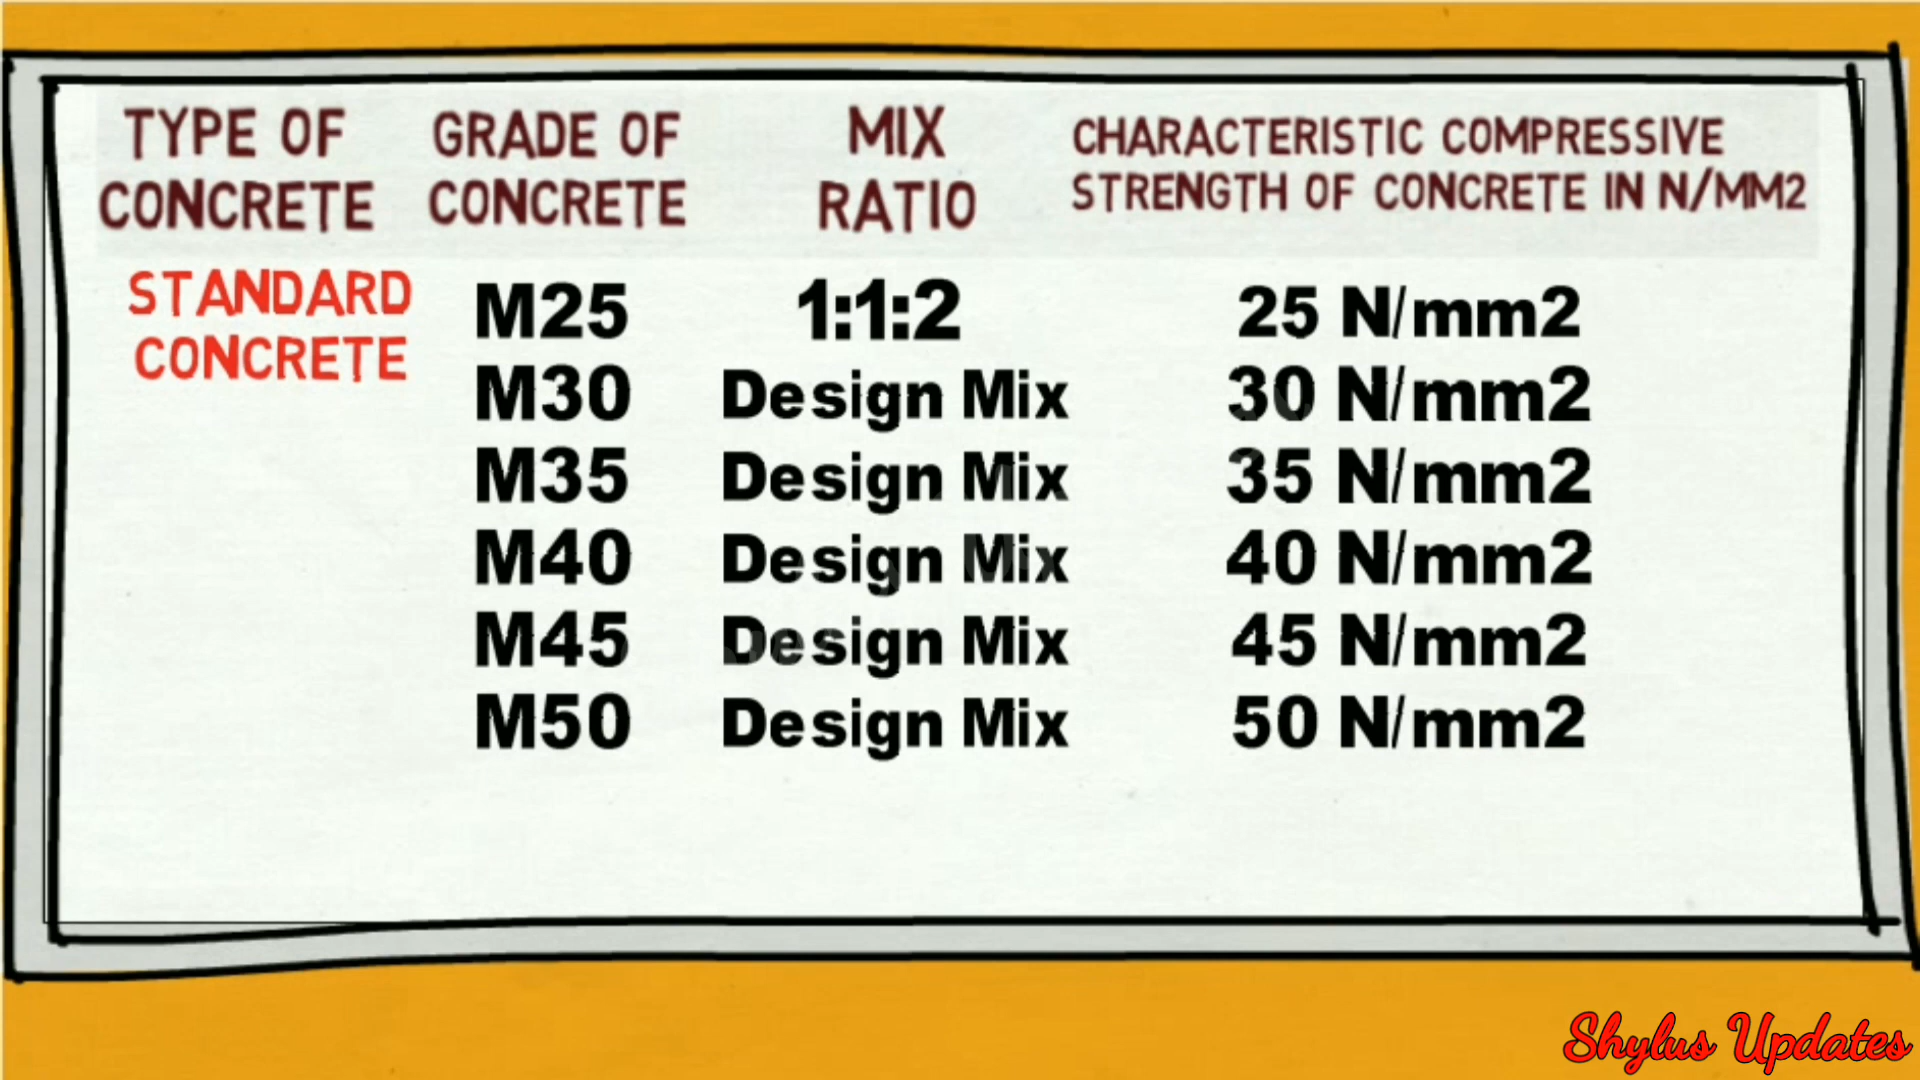 TYPE OF CONCRETE GRADE OF CONCRETE MIX RATIO CHARACTERISTIC COMPRESSIVE STRENGTH OF CONCRETE IN N/MM2
STANDARD CONCRETE M25 1:1:2 25 N/mm2
M30 Design Mix 30 N/mm2
M35 Design Mix 35 N/mm2
M40 Design Mix 40 N/mm2
M45 Design Mix 45 N/mm2
M50 Design Mix 50 N/mm2
Shylus Updates